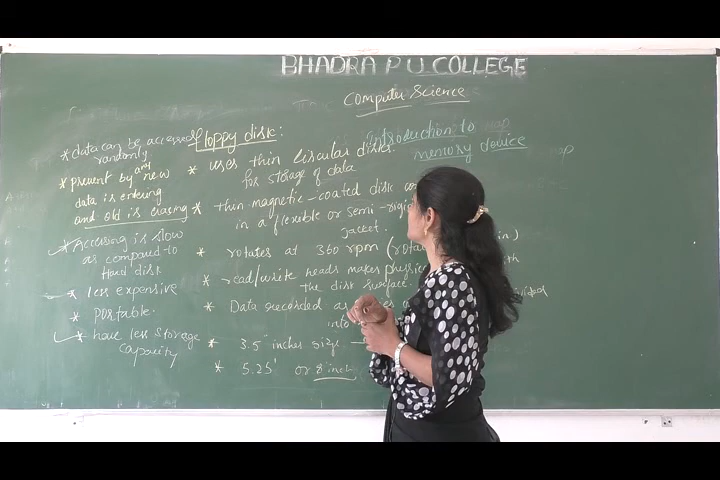 BHADRA P U COLLEGE
Computer Science
Introduction to
memory device
Floppy disk:
* uses thin Circular disks
for storage of data
* thin magnetic-coated disk
in a flexible or semi-rigid
jacket.
* rotates at 360 rpm (
* read/write heads makes
the disk surface.
* Data recorded as
into
* 3.5" inches size
* 5.25" or 8 inch
* data can be accessed
randomly
* present by any new
data is entering
and old is erasing
* Accessing is slow
as compared to
Hard disk
* less expensive
* portable.
* have less storage
capacity